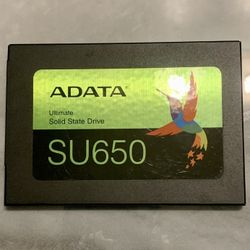 ADATA
Ultimate
Solid State Drive
SU650